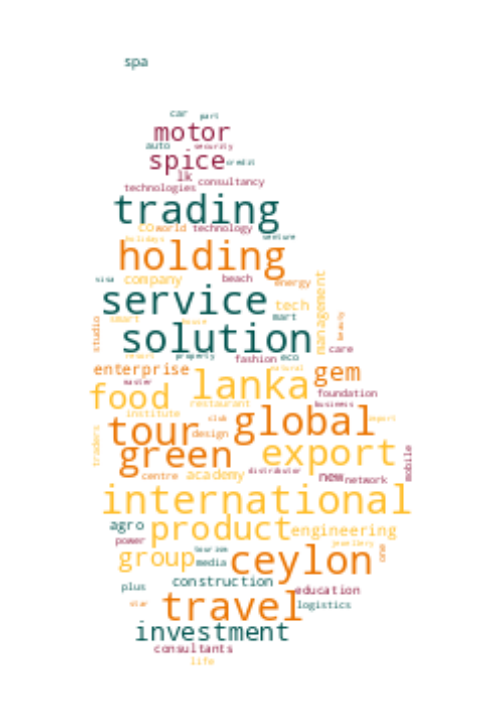 spa
car part
motor
auto security
spice credit
lk
technologies consultancy
trading
co world technology
holidays venture
holding
visa company beach energy
management
service tech
studio smart house mart
beauty
solution
care
resort property fashion eco
enterprise natural gem
master lanka foundation
food restaurant business
institute
tour club global export
design
traders green export
mobile
centre academy distributor new network
international
agro product engineering
power jewellery
group tourism media ceylon one
plus construction education
star travel logistics
investment
consultants
life